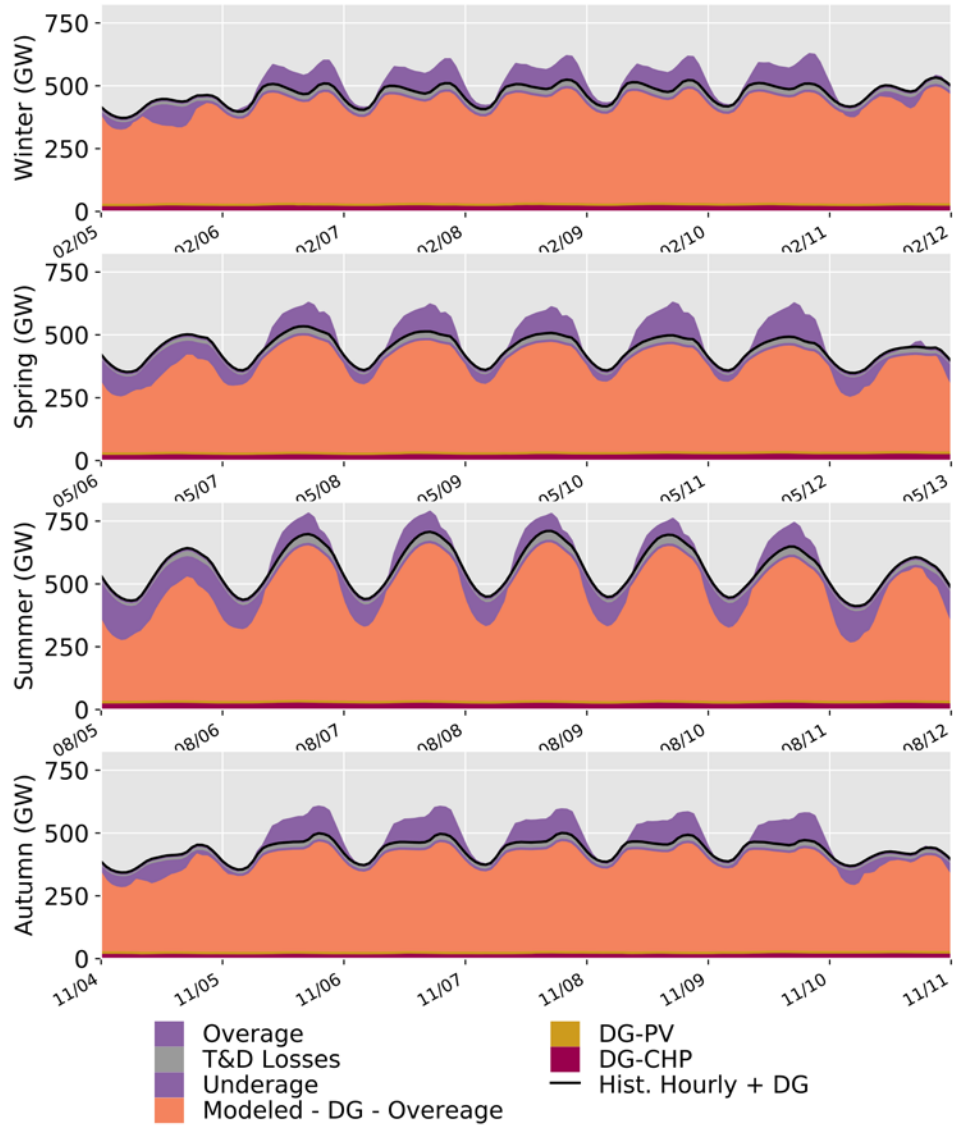 750
500
250
0
Winter (GW)
02/05 02/06 02/07 02/08 02/09 02/10 02/11 02/12
750
500
250
0
Spring (GW)
05/06 05/07 05/08 05/09 05/10 05/11 05/12 05/13
750
500
250
0
Summer (GW)
08/05 08/06 08/07 08/08 08/09 08/10 08/11 08/12
750
500
250
0
Autumn (GW)
11/04 11/05 11/06 11/07 11/08 11/09 11/10 11/11
Overage
T&D Losses
Underage
Modeled - DG - Overeage
DG-PV
DG-CHP
Hist. Hourly + DG